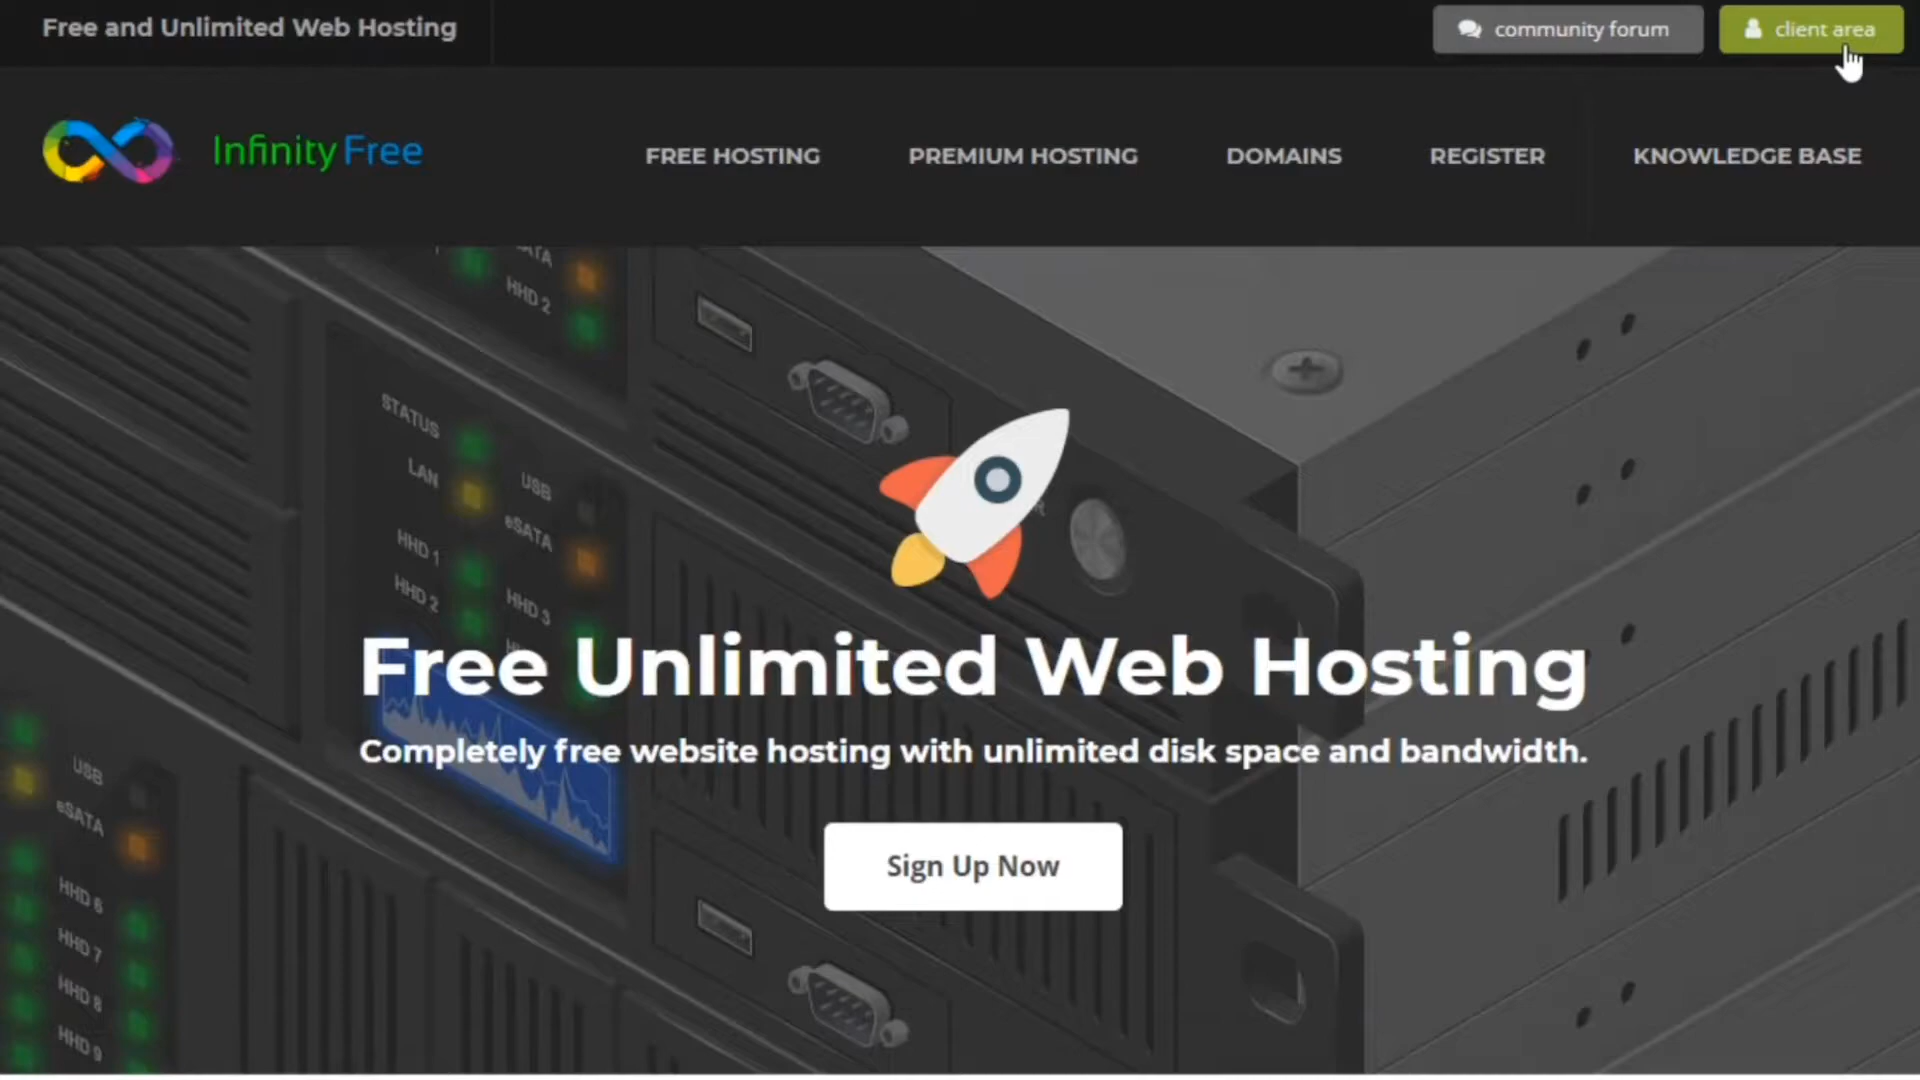 Free and Unlimited Web Hosting
community forum
client area
Infinity Free
FREE HOSTING
PREMIUM HOSTING
DOMAINS
REGISTER
KNOWLEDGE BASE
HHD 2
STATUS
LAN
USB
eSATA
HHD 1
HHD 2
HHD 3
Free Unlimited Web Hosting
Completely free website hosting with unlimited disk space and bandwidth.
USB
eSATA
Sign Up Now
HHD 6
HHD 7
HHD 8
HHD 9